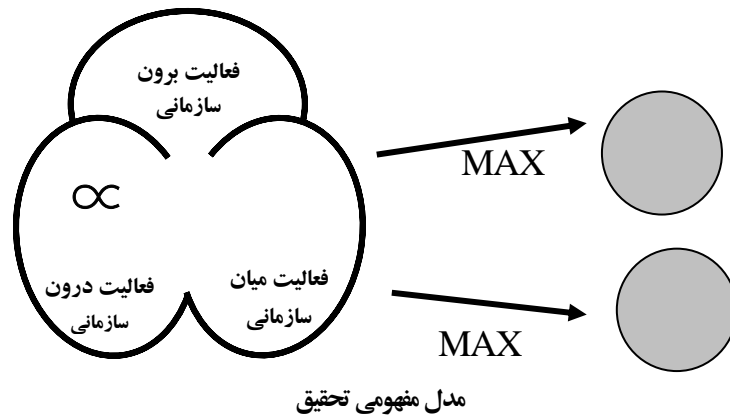 فعالیت برون
سازمانی
MAX
∝
فعالیت درون
سازمانی
فعالیت میان
سازمانی
MAX
مدل مفهومی تحقیق